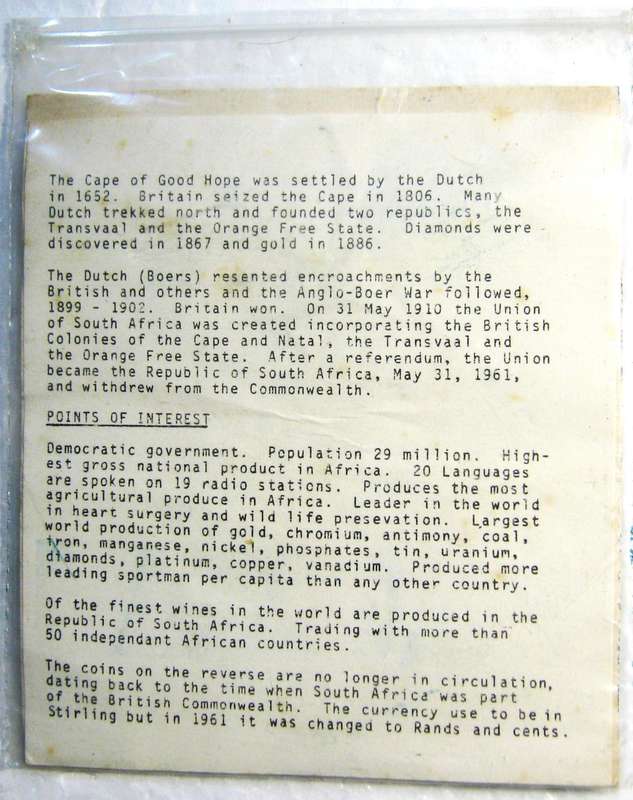 The Cape of Good Hope was settled by the Dutch
in 1652. Britain seized the Cape in 1806. Many
Dutch trekked north and founded two republics, the
Transvaal and the Orange Free State. Diamonds were
discovered in 1867 and gold in 1886.
The Dutch (Boers) resented encroachments by the
British and others and the Anglo-Boer War followed,
1899 - 1902. Britain won. On 31 May 1910 the Union
of South Africa was created incorporating the British
Colonies of the Cape and Natal, the Transvaal and
the Orange Free State. After a referendum, the Union
became the Republic of South Africa, May 31, 1961,
and withdrew from the Commonwealth.
POINTS OF INTEREST
Democratic government. Population 29 million. High-
est gross national product in Africa. 20 Languages
are spoken on 19 radio stations. Produces the most
agricultural produce in Africa. Leader in the world
in heart surgery and wild life presevation. Largest
world production of gold, chromium, antimony, coal,
iron, manganese, nickel, phosphates, tin, uranium,
diamonds, platinum, copper, vanadium. Produced more
leading sportman per capita than any other country.
Of the finest wines in the world are produced in the
Republic of South Africa. Trading with more than
50 independant African countries.
The coins on the reverse are no longer in circulation,
dating back to the time when South Africa was part
of the British Commonwealth. The currency use to be in
Stirling but in 1961 it was changed to Rands and cents.